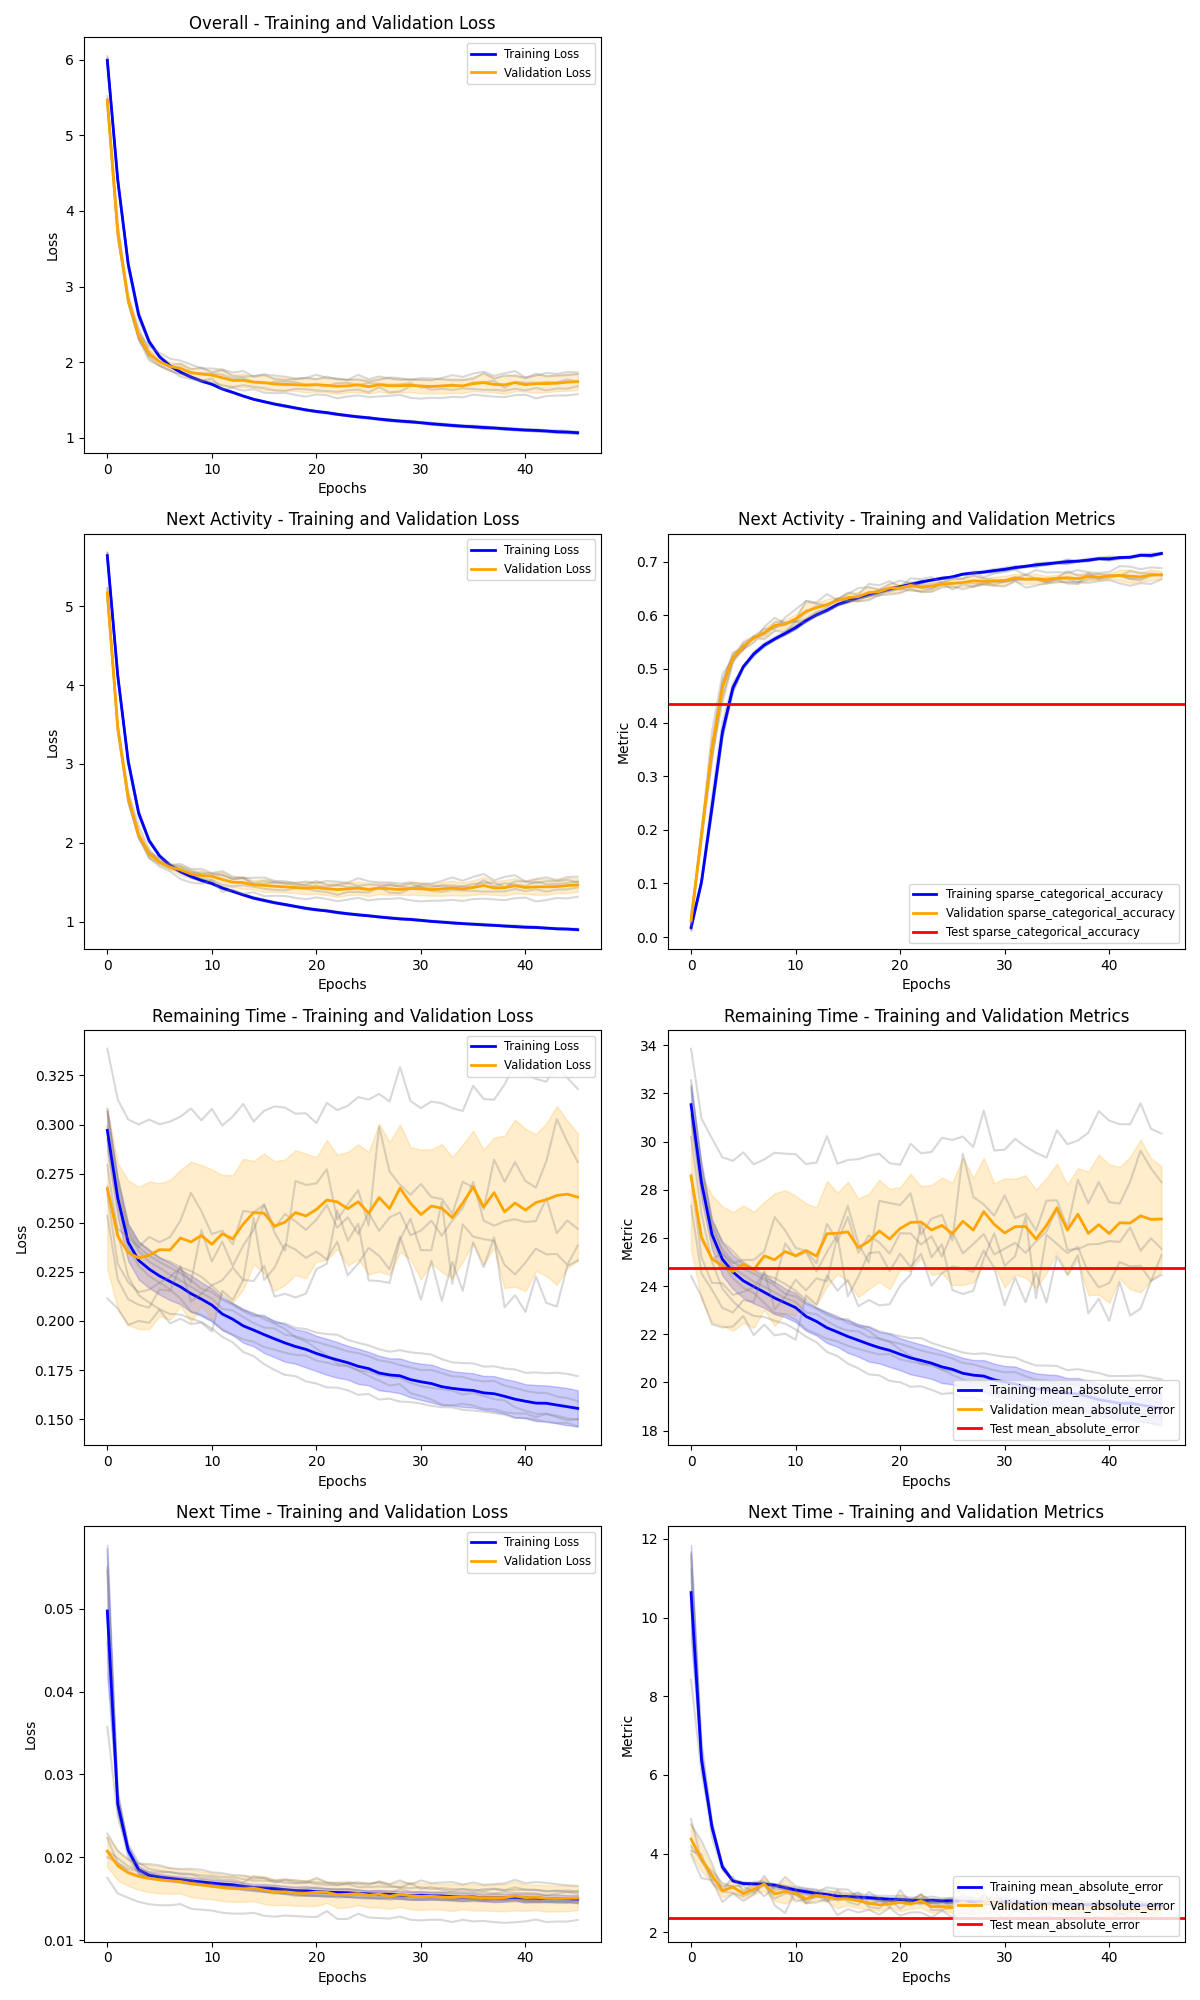 Overall - Training and Validation Loss
Training Loss
Validation Loss
6
5
4
3
2
1
Loss
0 10 20 30 40
Epochs
Next Activity - Training and Validation Loss
Training Loss
Validation Loss
5
4
3
2
1
Loss
0 10 20 30 40
Epochs
Next Activity - Training and Validation Metrics
0.7
0.6
0.5
0.4
0.3
0.2
0.1
0.0
Metric
Training sparse_categorical_accuracy
Validation sparse_categorical_accuracy
Test sparse_categorical_accuracy
0 10 20 30 40
Epochs
Remaining Time - Training and Validation Loss
Training Loss
Validation Loss
0.325
0.300
0.275
0.250
0.225
0.200
0.175
0.150
Loss
0 10 20 30 40
Epochs
Remaining Time - Training and Validation Metrics
34
32
30
28
26
24
22
20
18
Metric
Training mean_absolute_error
Validation mean_absolute_error
Test mean_absolute_error
0 10 20 30 40
Epochs
Next Time - Training and Validation Loss
Training Loss
Validation Loss
0.05
0.04
0.03
0.02
0.01
Loss
0 10 20 30 40
Epochs
Next Time - Training and Validation Metrics
12
10
8
6
4
2
Metric
Training mean_absolute_error
Validation mean_absolute_error
Test mean_absolute_error
0 10 20 30 40
Epochs